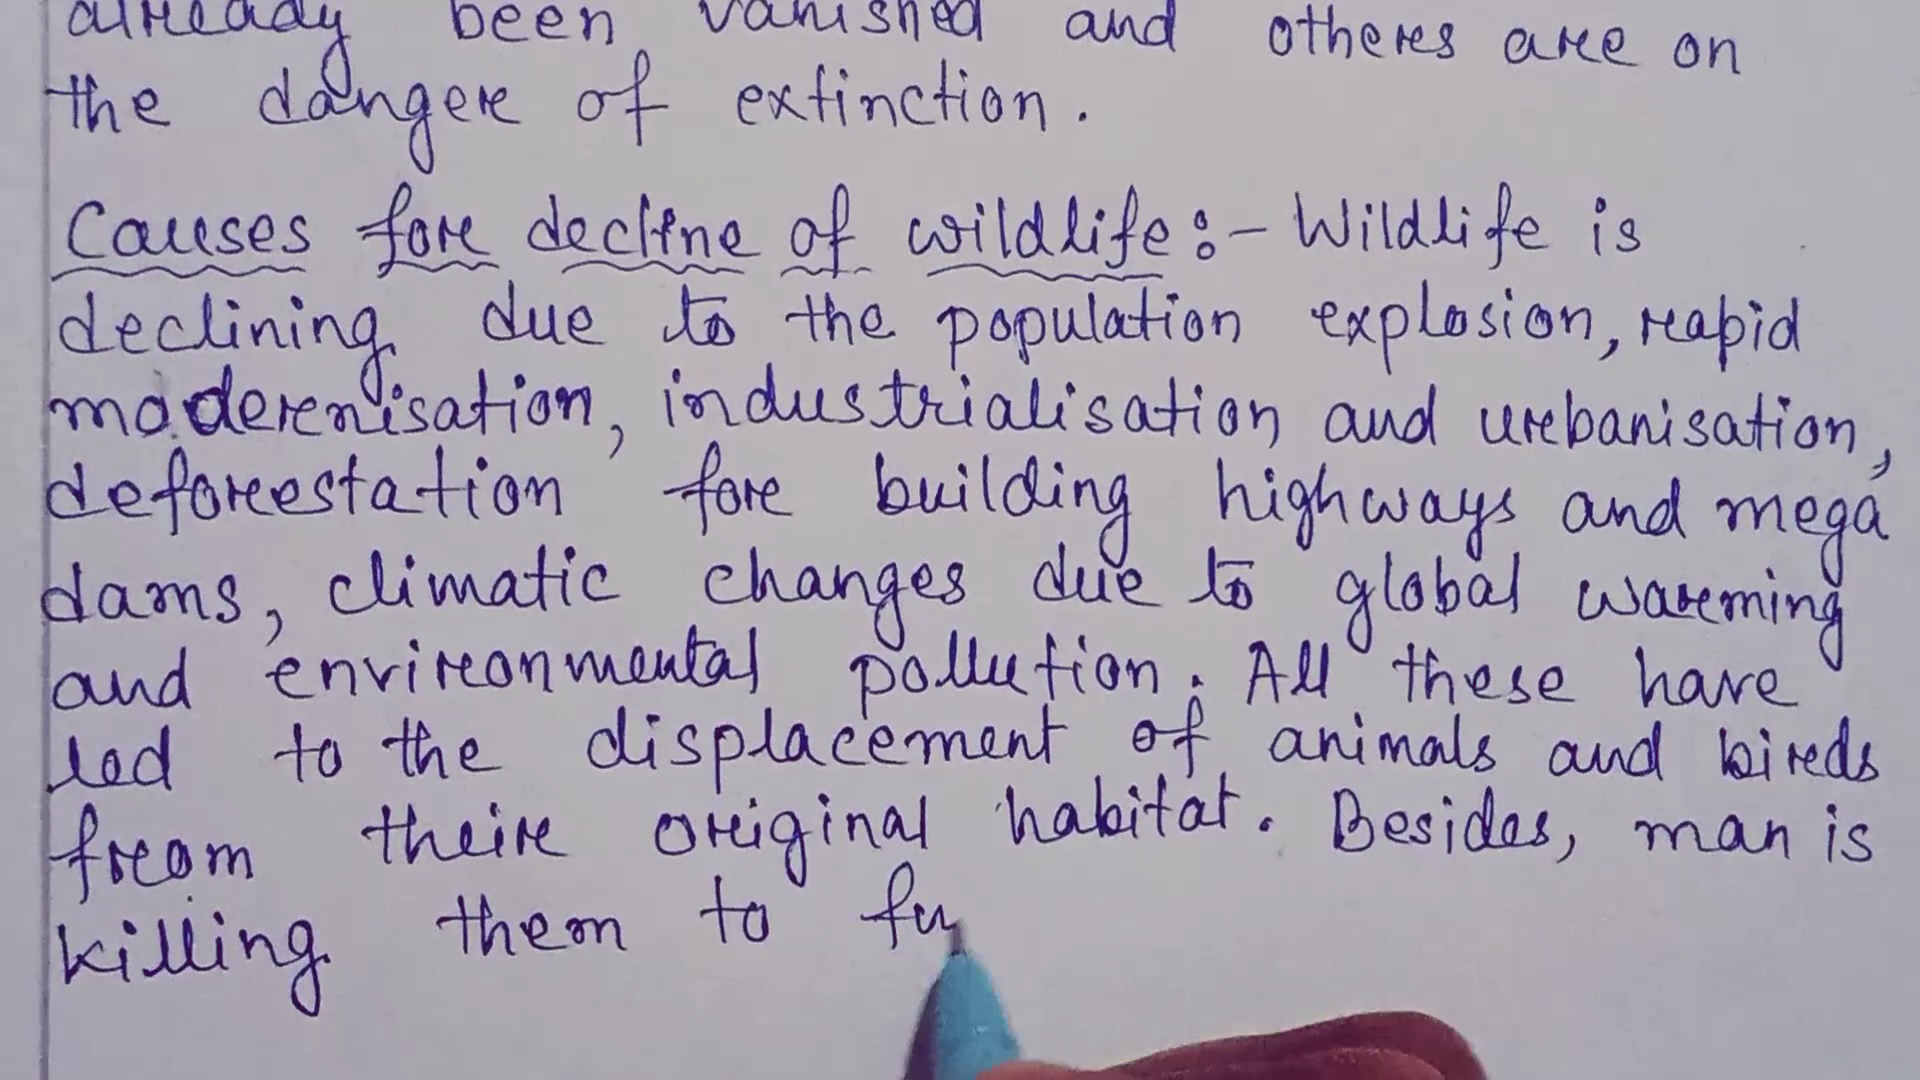 already been vanished and others are on
the danger of extinction.
Causes for decline of wildlife:- Wildlife is
declining due to the population explosion, rapid
modernisation, industrialisation and urbanisation,
deforestation for building highways and mega
dams, climatic changes due to global warming
and environmental pollution. All these have
led to the displacement of animals and birds
from their original habitat. Besides, man is
killing them to fu